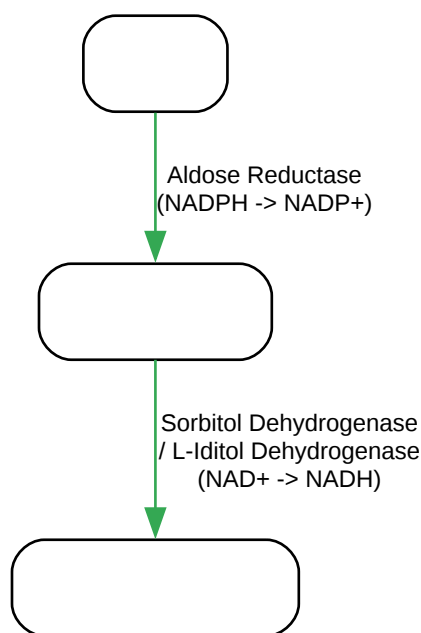 Aldose Reductase
(NADPH -> NADP+)
Sorbitol Dehydrogenase
/ L-Iditol Dehydrogenase
(NAD+ -> NADH)